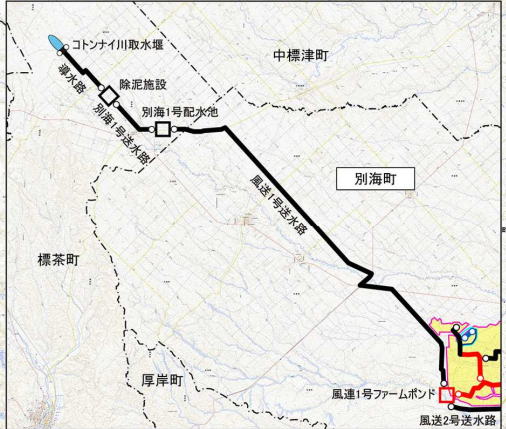 コトンナイ川取水堰
中標津町
導水路
除泥施設
別海1号配水池
別海1号送水路
別海町
風送1号送水路
標茶町
厚岸町
風連1号ファームポンド
風送2号送水路